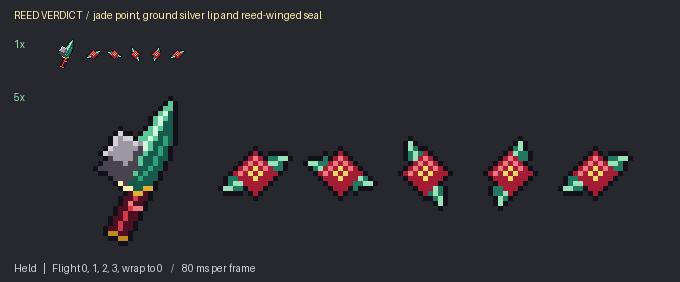 REED VERDICT / jade point, ground silver lip and reed-winged seal
1x
5x
Held | Flight 0, 1, 2, 3, wrap to 0 / 80 ms per frame